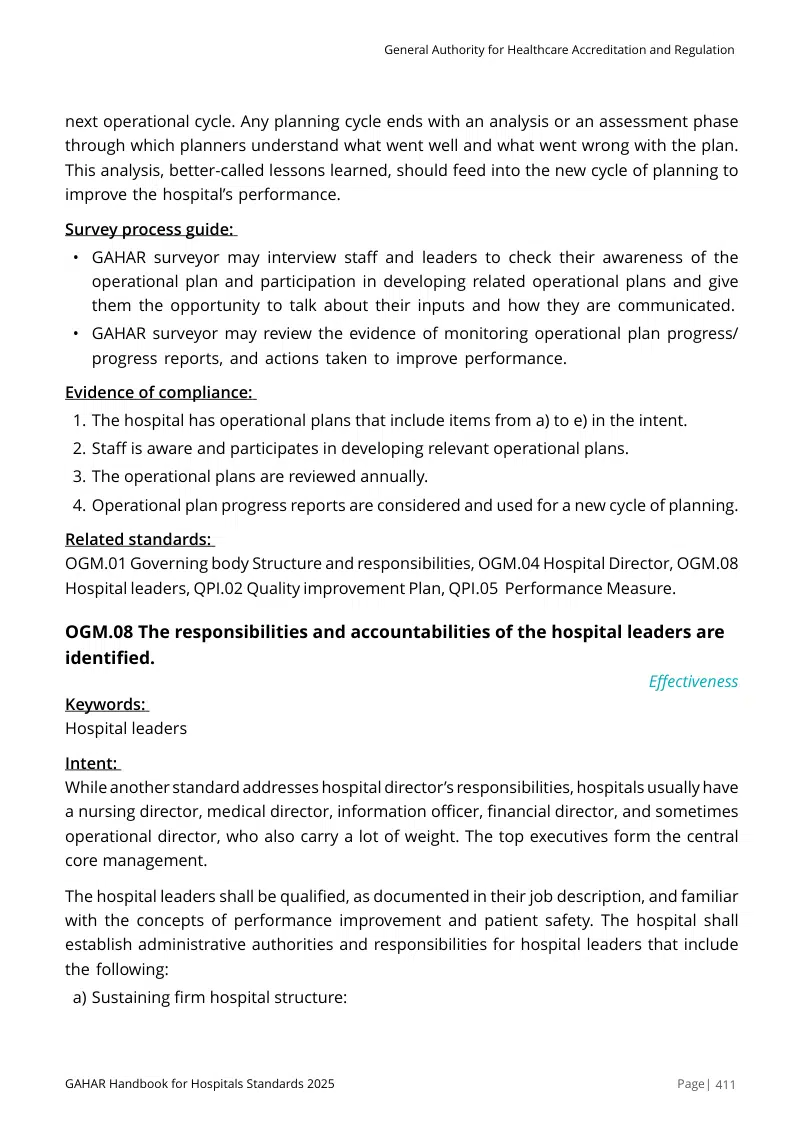 General Authority for Healthcare Accreditation and Regulation
next operational cycle. Any planning cycle ends with an analysis or an assessment phase
through which planners understand what went well and what went wrong with the plan.
This analysis, better-called lessons learned, should feed into the new cycle of planning to
improve the hospital’s performance.
Survey process guide:
• GAHAR surveyor may interview staff and leaders to check their awareness of the
operational plan and participation in developing related operational plans and give
them the opportunity to talk about their inputs and how they are communicated.
• GAHAR surveyor may review the evidence of monitoring operational plan progress/
progress reports, and actions taken to improve performance.
Evidence of compliance:
1. The hospital has operational plans that include items from a) to e) in the intent.
2. Staff is aware and participates in developing relevant operational plans.
3. The operational plans are reviewed annually.
4. Operational plan progress reports are considered and used for a new cycle of planning.
Related standards:
OGM.01 Governing body Structure and responsibilities, OGM.04 Hospital Director, OGM.08
Hospital leaders, QPI.02 Quality improvement Plan, QPI.05 Performance Measure.
OGM.08 The responsibilities and accountabilities of the hospital leaders are
identified.
Effectiveness
Keywords:
Hospital leaders
Intent:
While another standard addresses hospital director’s responsibilities, hospitals usually have
a nursing director, medical director, information officer, financial director, and sometimes
operational director, who also carry a lot of weight. The top executives form the central
core management.
The hospital leaders shall be qualified, as documented in their job description, and familiar
with the concepts of performance improvement and patient safety. The hospital shall
establish administrative authorities and responsibilities for hospital leaders that include
the following:
a) Sustaining firm hospital structure:
GAHAR Handbook for Hospitals Standards 2025
Page| 411